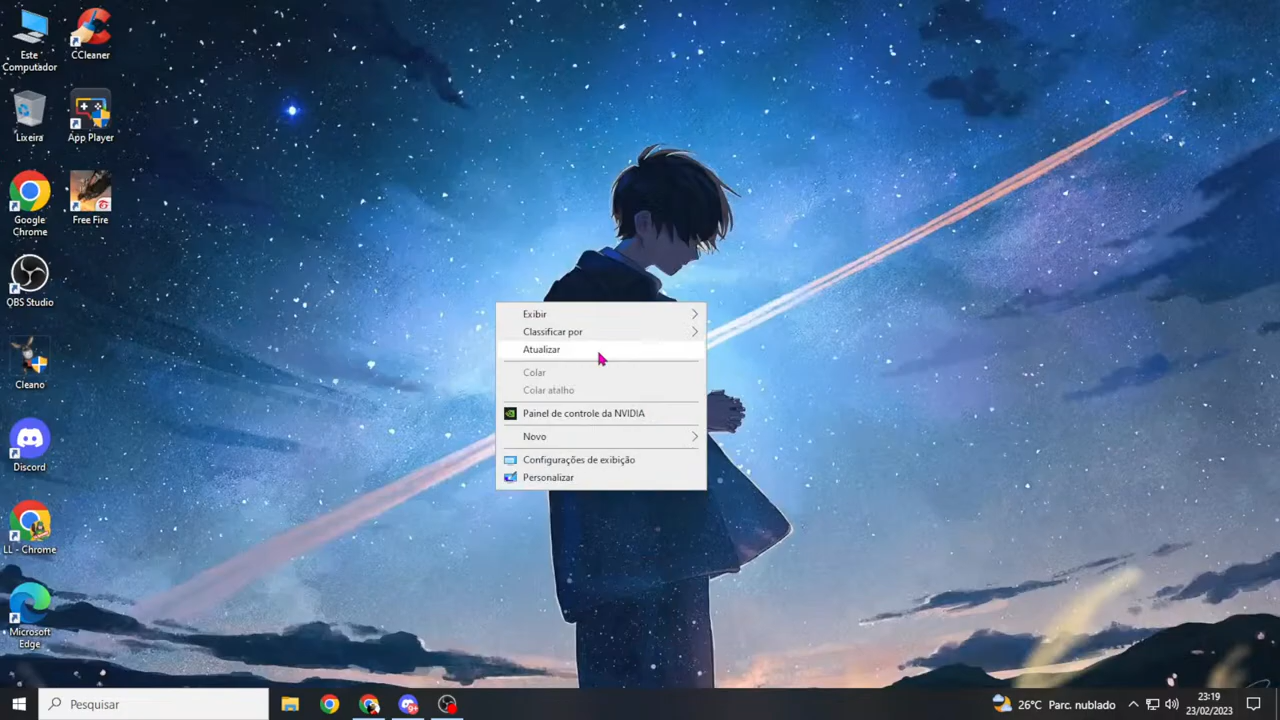 Este
Computador
CCleaner
Lixeira
App Player
Google
Chrome
Free Fire
OBS Studio
Cleano
Discord
LL - Chrome
Microsoft
Edge
Exibir
Classificar por
Atualizar
Colar
Colar atalho
Painel de controle da NVIDIA
Novo
Configurações de exibição
Personalizar
Pesquisar
9+
26°C Parc. nublado
23:19
23/02/2023